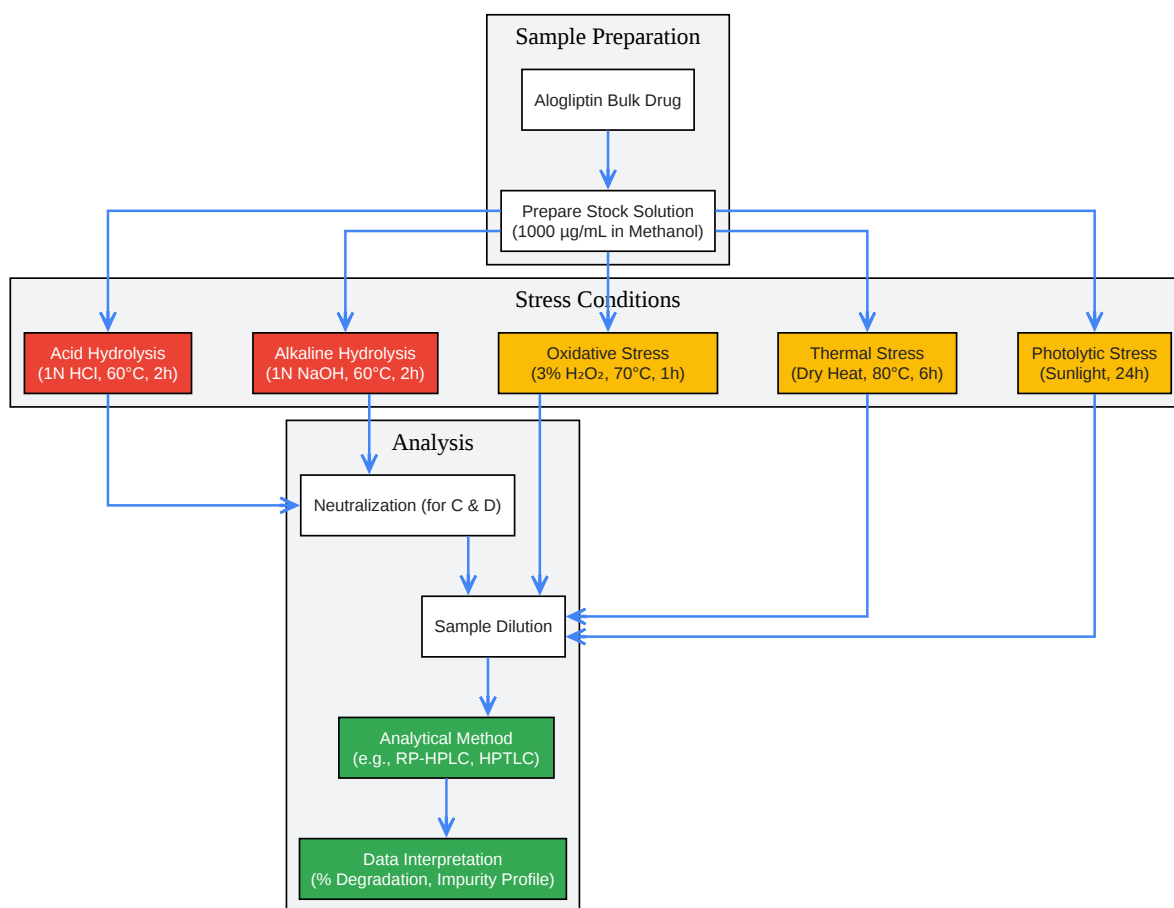 Sample Preparation
Alogliptin Bulk Drug
Prepare Stock Solution
(1000 µg/mL in Methanol)
Stress Conditions
Acid Hydrolysis
(1N HCl, 60°C, 2h)
Alkaline Hydrolysis
(1N NaOH, 60°C, 2h)
Oxidative Stress
(3% H₂O₂, 70°C, 1h)
Thermal Stress
(Dry Heat, 80°C, 6h)
Photolytic Stress
(Sunlight, 24h)
Analysis
Neutralization (for C & D)
Sample Dilution
Analytical Method
(e.g., RP-HPLC, HPTLC)
Data Interpretation
(% Degradation, Impurity Profile)